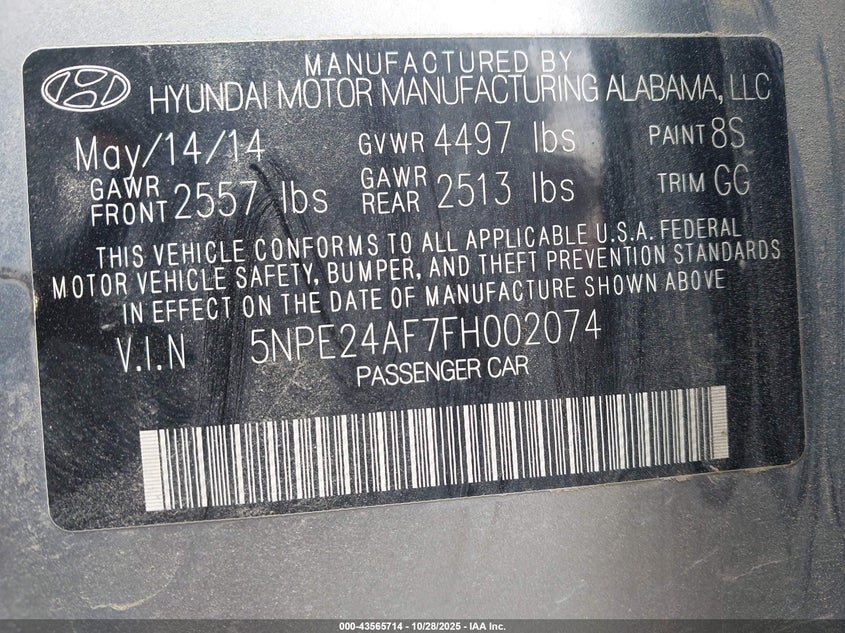 MANUFACTURED BY
HYUNDAI MOTOR MANUFACTURING ALABAMA, LLC
May/14/14 GVWR 4497 lbs PAINT 8S
GAWR FRONT 2557 lbs GAWR REAR 2513 lbs TRIM GG
THIS VEHICLE CONFORMS TO ALL APPLICABLE U.S.A. FEDERAL
MOTOR VEHICLE SAFETY, BUMPER, AND THEFT PREVENTION STANDARDS
IN EFFECT ON THE DATE OF MANUFACTURE SHOWN ABOVE
V.I.N 5NPE24AF7FH002074
PASSENGER CAR
000-43565714 - 10/28/2025 - IAA Inc.